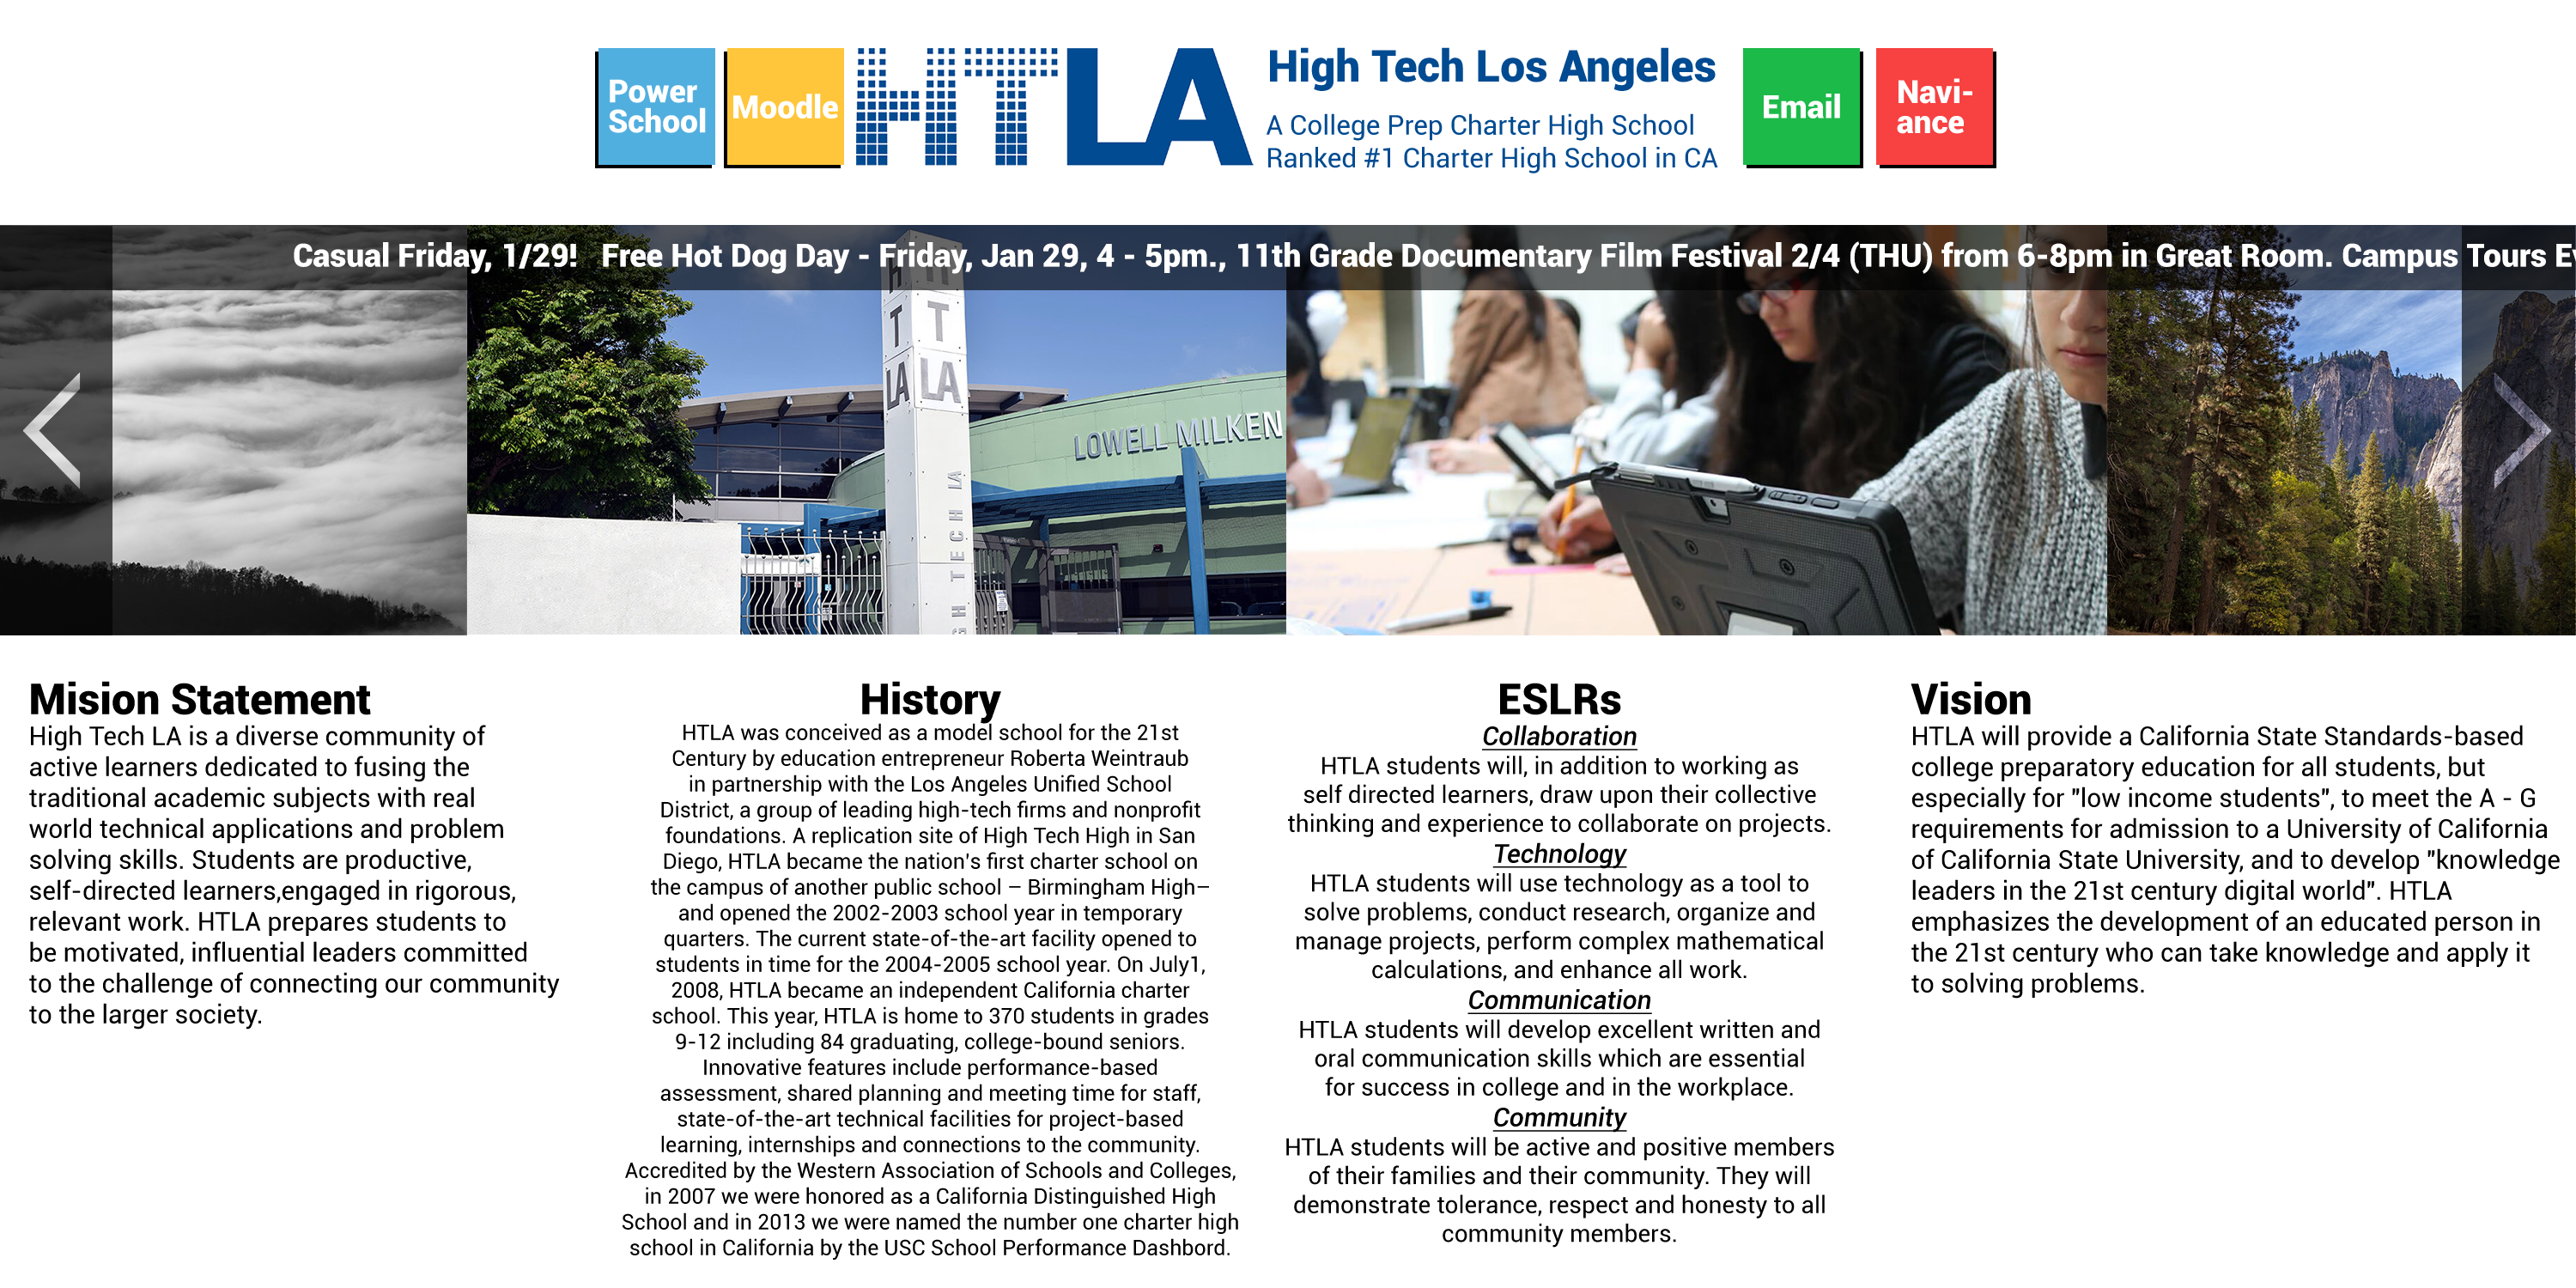 Power
School
Moodle
HTLA
High Tech Los Angeles
A College Prep Charter High School
Ranked #1 Charter High School in CA
Email
Navi-
ance
Casual Friday, 1/29!   Free Hot Dog Day - Friday, Jan 29, 4 - 5pm., 11th Grade Documentary Film Festival 2/4 (THU) from 6-8pm in Great Room. Campus Tours Ev
H H
T T
LA LA
LOWELL MILKEN
GH TECH LA
Mision Statement
High Tech LA is a diverse community of
active learners dedicated to fusing the
traditional academic subjects with real
world technical applications and problem
solving skills. Students are productive,
self-directed learners,engaged in rigorous,
relevant work. HTLA prepares students to
be motivated, influential leaders committed
to the challenge of connecting our community
to the larger society.
History
HTLA was conceived as a model school for the 21st
Century by education entrepreneur Roberta Weintraub
in partnership with the Los Angeles Unified School
District, a group of leading high-tech firms and nonprofit
foundations. A replication site of High Tech High in San
Diego, HTLA became the nation's first charter school on
the campus of another public school – Birmingham High–
and opened the 2002-2003 school year in temporary
quarters. The current state-of-the-art facility opened to
students in time for the 2004-2005 school year. On July1,
2008, HTLA became an independent California charter
school. This year, HTLA is home to 370 students in grades
9-12 including 84 graduating, college-bound seniors.
Innovative features include performance-based
assessment, shared planning and meeting time for staff,
state-of-the-art technical facilities for project-based
learning, internships and connections to the community.
Accredited by the Western Association of Schools and Colleges,
in 2007 we were honored as a California Distinguished High
School and in 2013 we were named the number one charter high
school in California by the USC School Performance Dashbord.
ESLRs
Collaboration
HTLA students will, in addition to working as
self directed learners, draw upon their collective
thinking and experience to collaborate on projects.
Technology
HTLA students will use technology as a tool to
solve problems, conduct research, organize and
manage projects, perform complex mathematical
calculations, and enhance all work.
Communication
HTLA students will develop excellent written and
oral communication skills which are essential
for success in college and in the workplace.
Community
HTLA students will be active and positive members
of their families and their community. They will
demonstrate tolerance, respect and honesty to all
community members.
Vision
HTLA will provide a California State Standards-based
college preparatory education for all students, but
especially for "low income students", to meet the A - G
requirements for admission to a University of California
of California State University, and to develop "knowledge
leaders in the 21st century digital world". HTLA
emphasizes the development of an educated person in
the 21st century who can take knowledge and apply it
to solving problems.